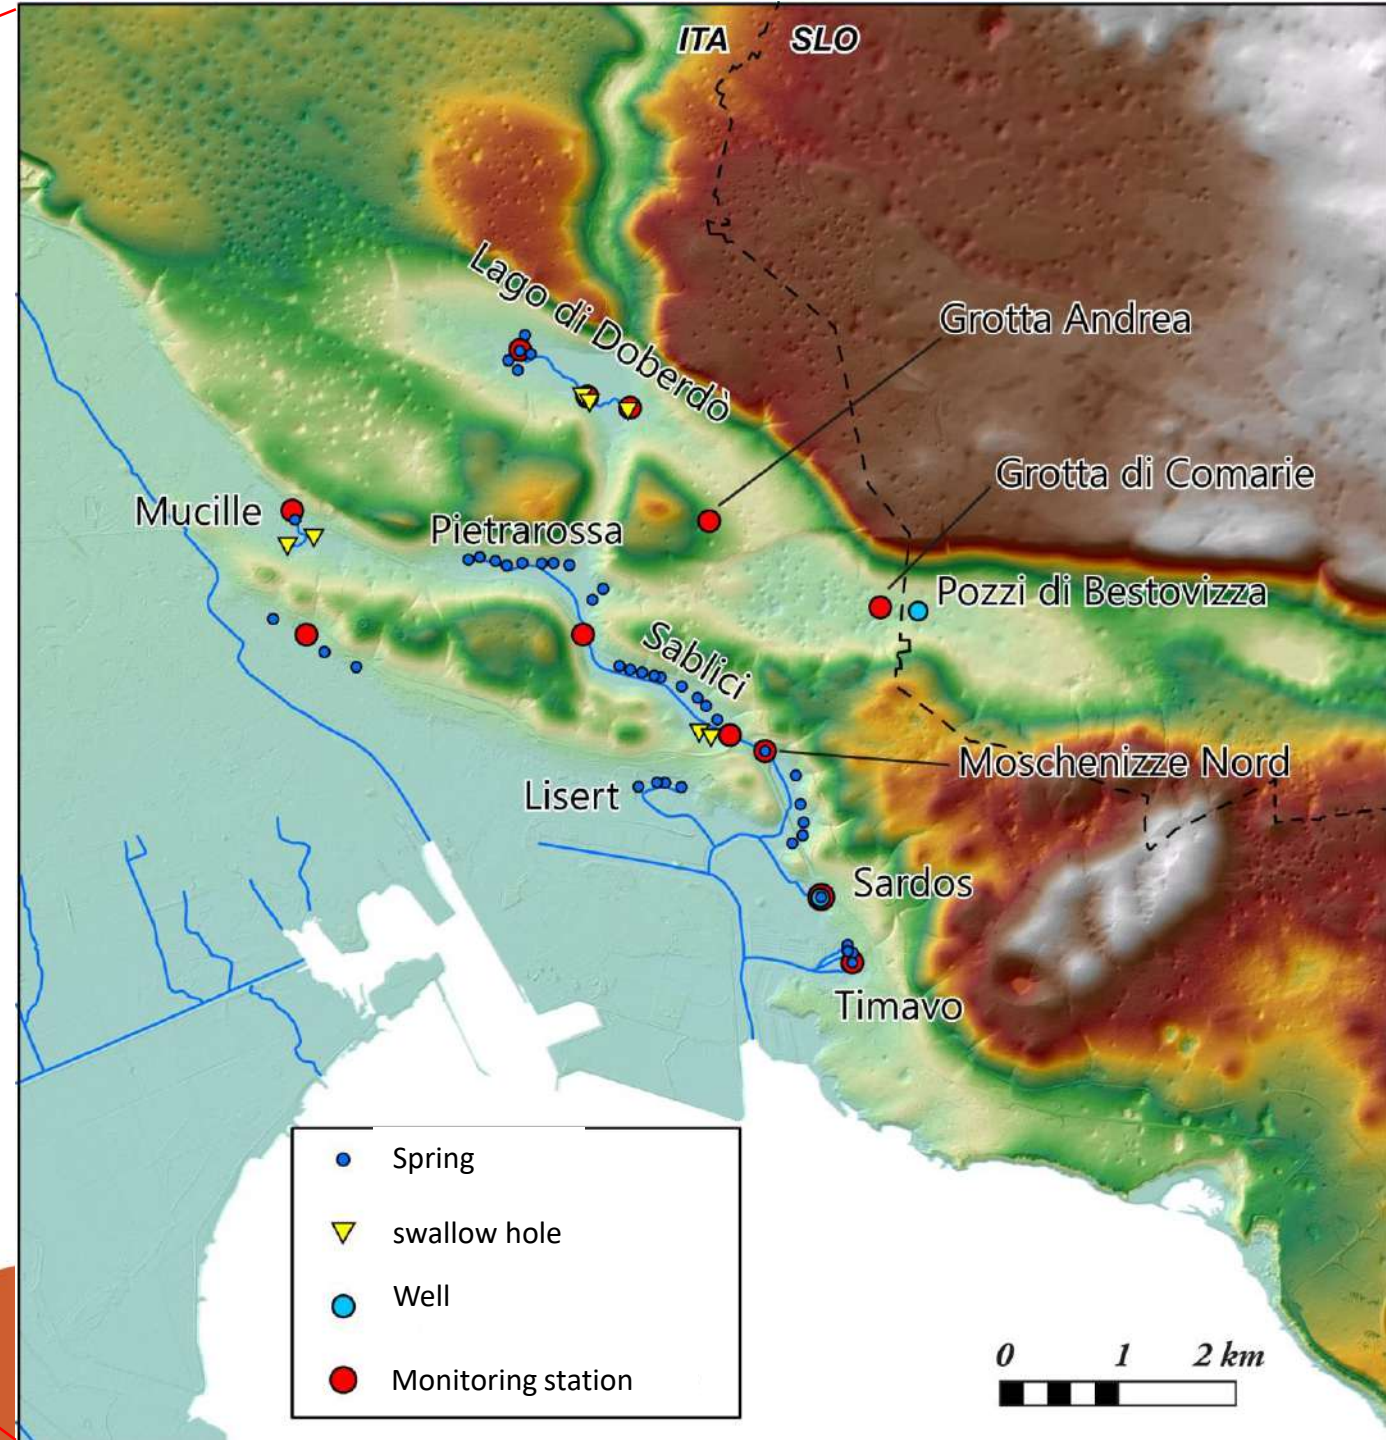 ITA SLO
Lago di Doberdò
Grotta Andrea
Grotta di Comarie
Mucille
Pietrarossa
Pozzi di Bestovizza
Sablici
Moschenizze Nord
Lisert
Sardos
Timavo
Spring
swallow hole
Well
Monitoring station
0 1 2 km